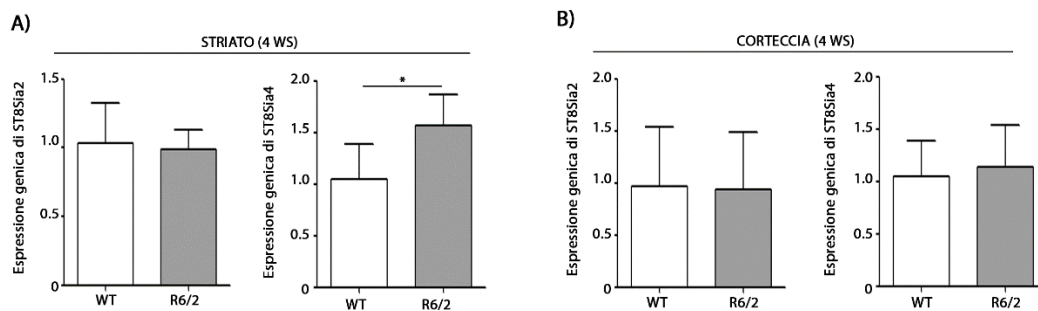 A)
STRIATO (4 WS)
Espressione genica di ST8Sia2
1.5
1.0
0.5
0
WT
R6/2
Espressione genica di ST8Sia4
2.0
1.5
1.0
0.5
0
*
WT
R6/2
B)
CORTECCIA (4 WS)
Espressione genica di ST8Sia2
2.0
1.5
1.0
0.5
0
WT
R6/2
Espressione genica di ST8Sia4
2.0
1.5
1.0
0.5
0
WT
R6/2